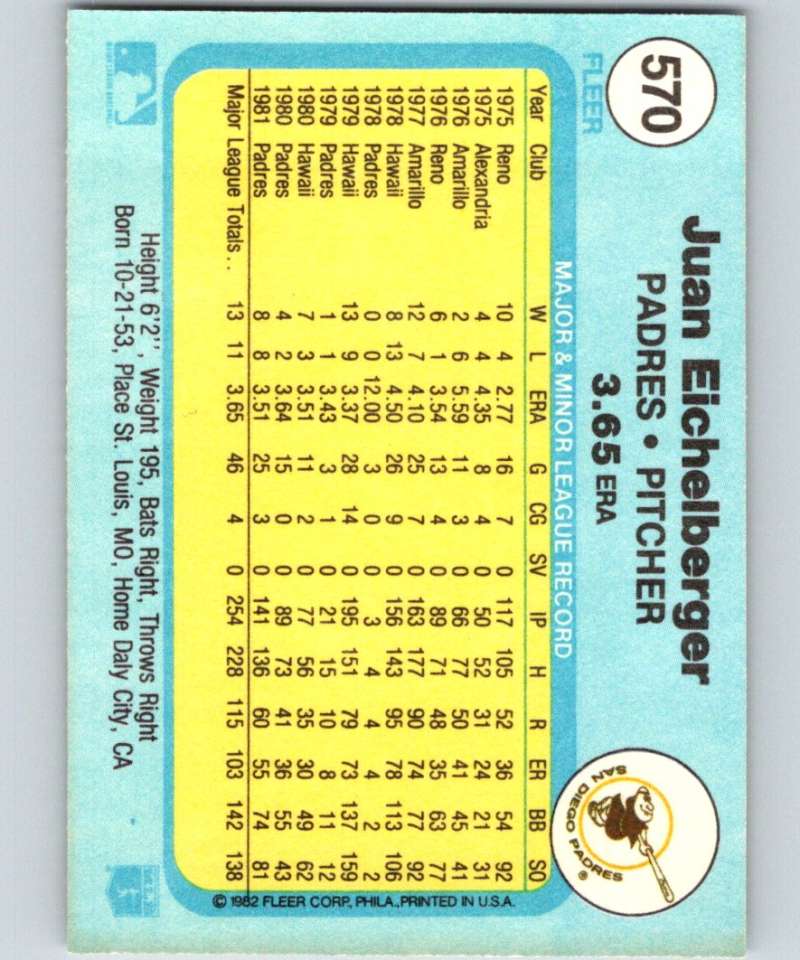 570
FLEER
Juan Eichelberger
PADRES • PITCHER
3.65 ERA
SAN DIEGO PADRES ®
MAJOR & MINOR LEAGUE RECORD
Year Club W L ERA G CG SV IP H R ER BB SO
1975 Reno 10 4 2.77 16 7 0 117 105 52 36 54 92
1975 Alexandria 4 4 4.35 8 4 0 50 52 31 24 21 31
1976 Amarillo 2 6 5.59 11 3 0 66 77 50 41 45 41
1976 Reno 6 1 3.54 13 4 0 89 71 48 35 63 77
1977 Amarillo 12 7 4.10 25 7 0 163 177 90 74 77 92
1978 Hawaii 8 13 4.50 26 9 0 156 143 95 78 113 106
1978 Padres 0 0 12.00 3 0 0 3 4 4 4 2 2
1979 Hawaii 13 9 3.37 28 14 0 195 151 79 73 137 159
1979 Padres 1 1 3.43 3 1 0 21 15 10 8 11 12
1980 Hawaii 7 3 3.51 11 2 0 77 56 35 30 49 62
1980 Padres 4 2 3.64 15 0 0 89 73 41 36 55 43
1981 Padres 8 8 3.51 25 3 0 141 136 60 55 74 81
Major League Totals . . 13 11 3.65 46 4 0 254 228 115 103 142 138
© 1982 FLEER CORP., PHILA., PRINTED IN U.S.A.
Height 6'2'', Weight 195, Bats Right, Throws Right
Born 10-21-53, Place St. Louis, MO, Home Daly City, CA